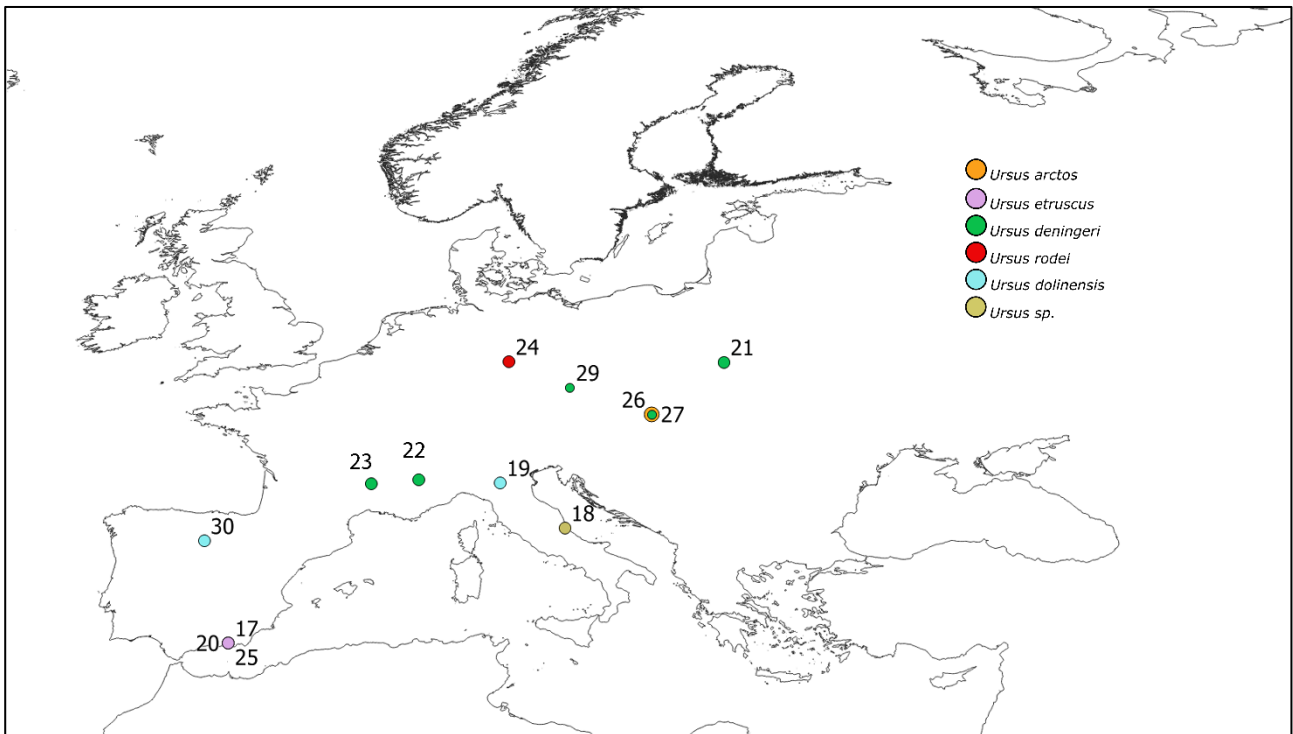 Ursus arctos
Ursus etruscus
Ursus deningeri
Ursus rodei
Ursus dolinensis
Ursus sp.
24
21
29
26
27
23
22
19
18
30
17
20
25